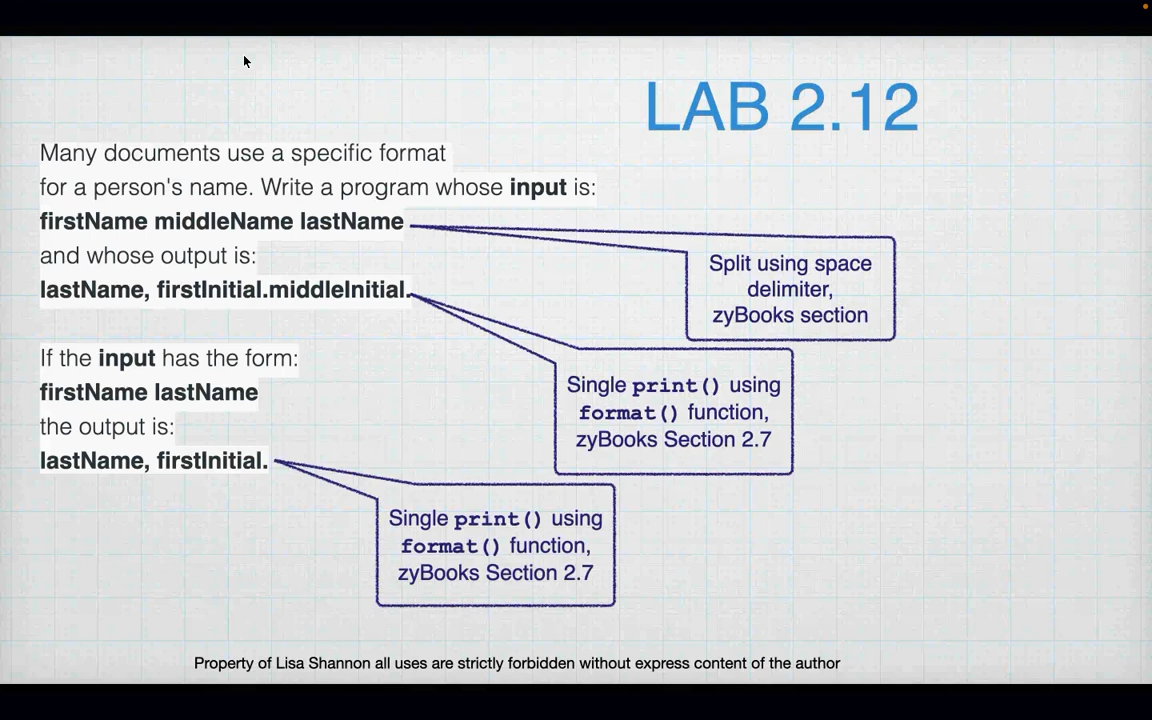 LAB 2.12
Many documents use a specific format
for a person's name. Write a program whose input is:
firstName middleName lastName
and whose output is:
lastName, firstInitial.middleInitial.
If the input has the form:
firstName lastName
the output is:
lastName, firstInitial.
Split using space
delimiter,
zyBooks section
Single print() using
format() function,
zyBooks Section 2.7
Single print() using
format() function,
zyBooks Section 2.7
Property of Lisa Shannon all uses are strictly forbidden without express content of the author